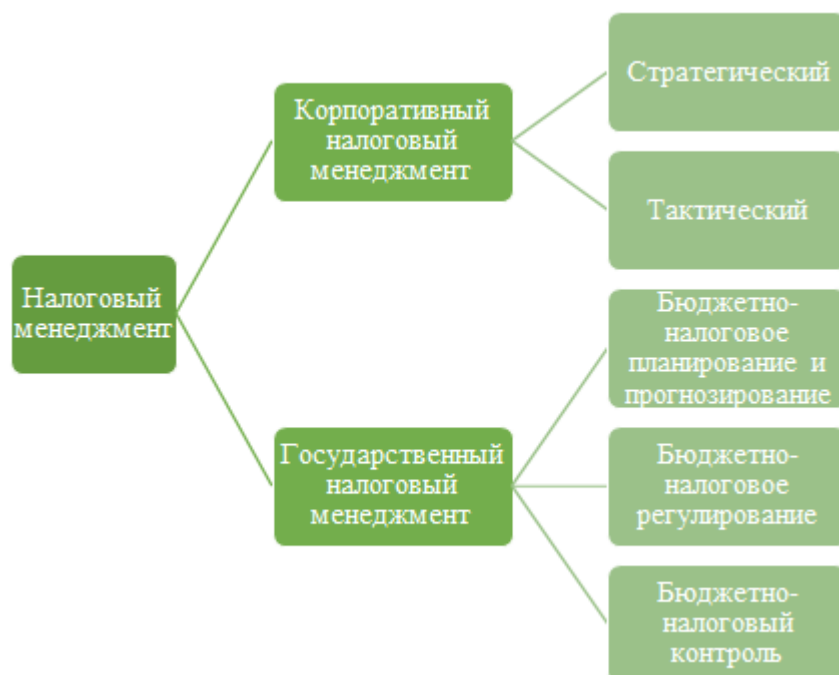 Налоговый
менеджмент
Корпоративный
налоговый
менеджмент
Стратегический
Тактический
Государственный
налоговый
менеджмент
Бюджетно-
налоговое
планирование и
прогнозирование
Бюджетно-
налоговое
регулирование
Бюджетно-
налоговый
контроль